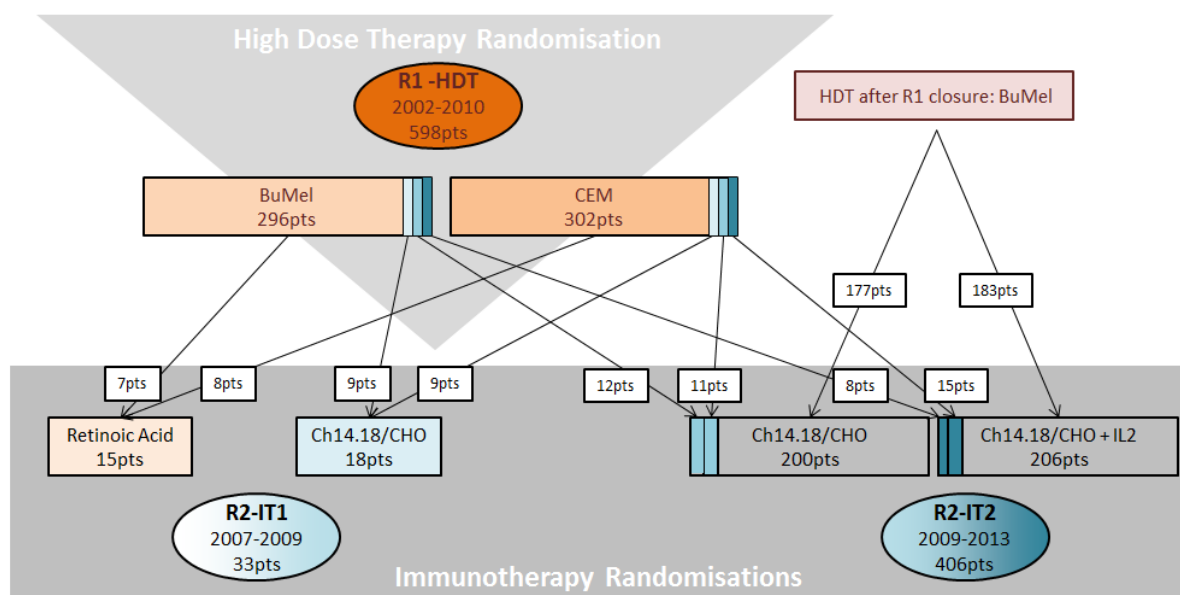 High Dose Therapy Randomisation
R1 -HDT
2002-2010
598pts
HDT after R1 closure: BuMel
BuMel
296pts
CEM
302pts
177pts
183pts
7pts
8pts
9pts
9pts
12pts
11pts
8pts
15pts
Retinoic Acid
15pts
Ch14.18/CHO
18pts
Ch14.18/CHO
200pts
Ch14.18/CHO + IL2
206pts
R2-IT1
2007-2009
33pts
R2-IT2
2009-2013
406pts
Immunotherapy Randomisations